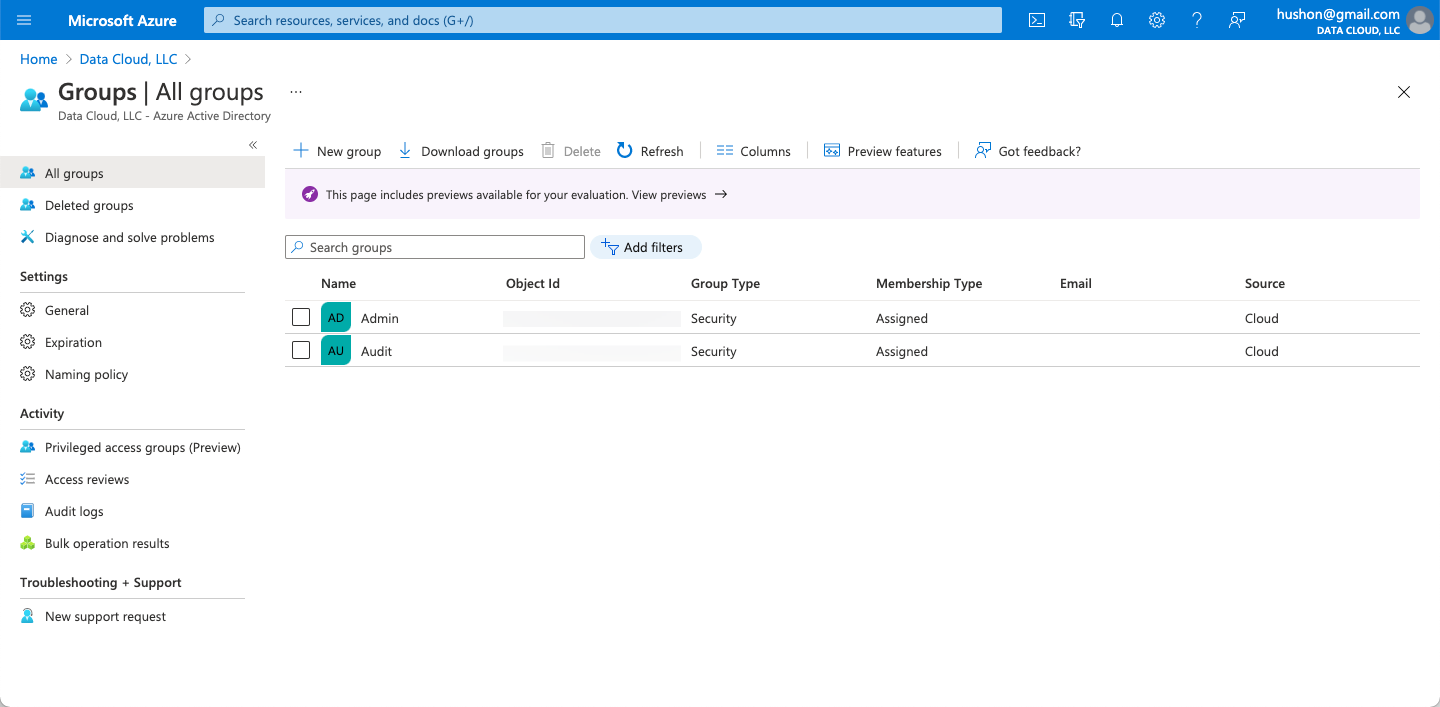 Microsoft Azure
Search resources, services, and docs (G+/)
hushon@gmail.com
DATA CLOUD, LLC
Home > Data Cloud, LLC >
Groups | All groups ...
Data Cloud, LLC - Azure Active Directory
«
All groups
Deleted groups
Diagnose and solve problems
Settings
General
Expiration
Naming policy
Activity
Privileged access groups (Preview)
Access reviews
Audit logs
Bulk operation results
Troubleshooting + Support
New support request
New group Download groups Delete Refresh Columns Preview features Got feedback?
This page includes previews available for your evaluation. View previews →
Search groups Add filters
Name Object Id Group Type Membership Type Email Source
AD Admin Security Assigned Cloud
AU Audit Security Assigned Cloud